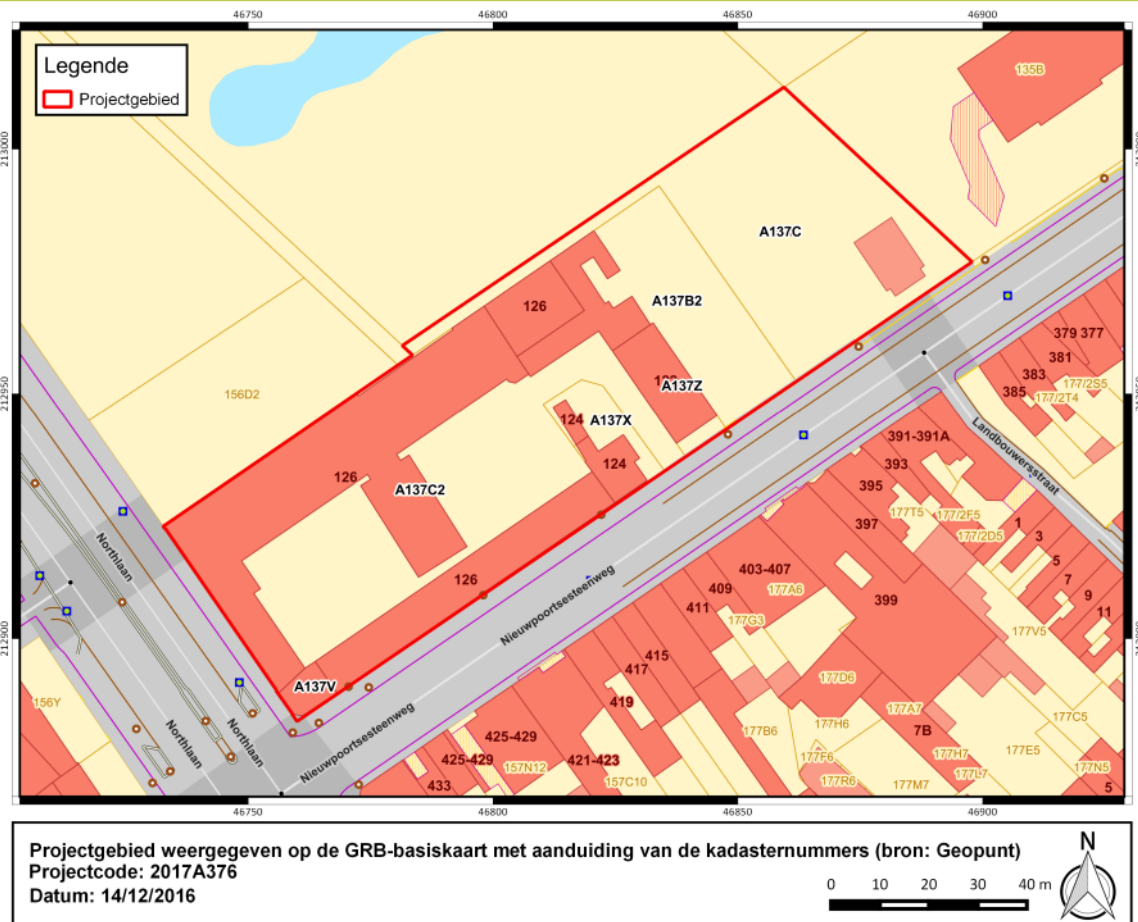 46750 46800 46850 46900
Legende
Projectgebied
135B
213000
A137C
A137B2
126
A137Z
156D2
212950
379 377
381
383
385
177/2S5
177/2T4
A137X
124
124
391-391A
Landbouwersstraat
393
126
A137C2
395
177T5
177/2F5
397
177/2D5
1
3
5
7
9
11
Northlaan
126
403-407
177A6
409
399
Nieuwpoortsesteenweg
411
177G3
177V5
212900
415
417
A137V
177D6
156Y
419
177A7
177C5
Northlaan
Northlaan
Nieuwpoortsesteenweg
425-429
177B6
177H6
7B
177E5
425-429
157N12
421-423
177F6
177H7
177N5
433
157C10
177R6
177M7
177L7
5
46750 46800 46850 46900
Projectgebied weergegeven op de GRB-basiskaart met aanduiding van de kadasternummers (bron: Geopunt)
Projectcode: 2017A376
Datum: 14/12/2016
0 10 20 30 40 m
N